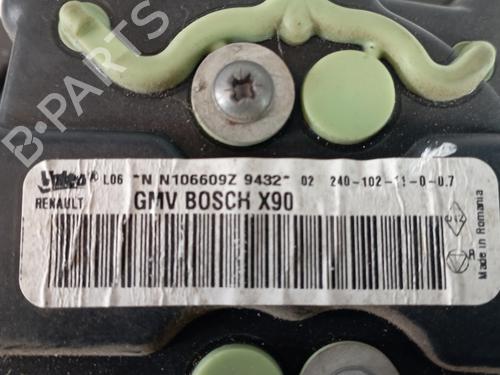 B-PARTS
Valeo® L06 "N N106609Z 9432" 02 240-102-11-0-0.7
RENAULT GMV BOSCH X90
Made in Romania